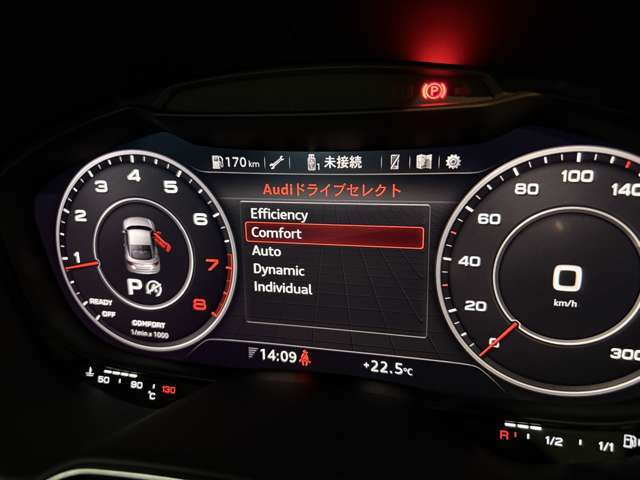 (P)
170 km
1 未接続
Audiドライブセレクト
Efficiency
Comfort
Auto
Dynamic
Individual
1 2 3 4 5 6 7 8
READY
OFF
P
COMFORT
1/min x 1000
0 20 40 60 80 100 140 300
0
km/h
14:09
+22.5°C
50 90 130
°C
R 1/2 1/1